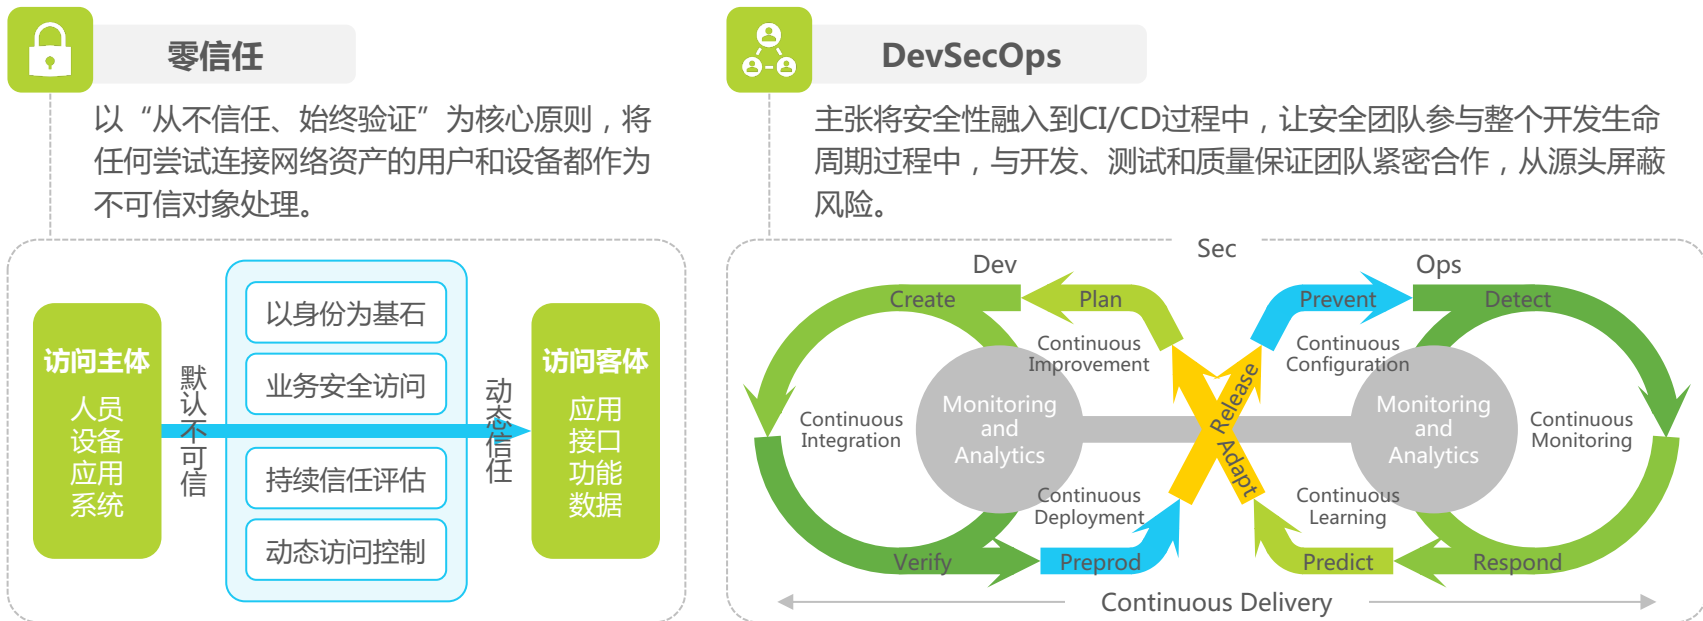 零信任
以“从不信任、始终验证”为核心原则，将
任何尝试连接网络资产的用户和设备都作为
不可信对象处理。
访问主体
人员
设备
应用
系统
默认不可信
以身份为基石
业务安全访问
持续信任评估
动态访问控制
动态信任
访问客体
应用
接口
功能
数据
DevSecOps
主张将安全性融入到CI/CD过程中，让安全团队参与整个开发生命
周期过程中，与开发、测试和质量保证团队紧密合作，从源头屏蔽
风险。
Sec
Dev
Ops
Create
Plan
Prevent
Detect
Continuous
Improvement
Continuous
Configuration
Release
Monitoring
and
Analytics
Monitoring
and
Analytics
Continuous
Integration
Continuous
Monitoring
Adapt
Continuous
Deployment
Continuous
Learning
Verify
Preprod
Predict
Respond
Continuous Delivery